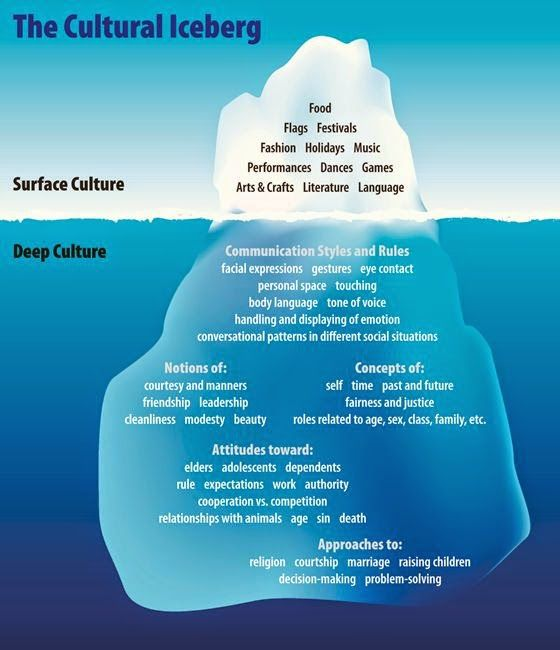 The Cultural Iceberg
Food
Flags Festivals
Fashion Holidays Music
Performances Dances Games
Surface Culture
Arts & Crafts Literature Language
Deep Culture
Communication Styles and Rules
facial expressions gestures eye contact
personal space touching
body language tone of voice
handling and displaying of emotion
conversational patterns in different social situations
Notions of:
courtesy and manners
friendship leadership
cleanliness modesty beauty
Concepts of:
self time past and future
fairness and justice
roles related to age, sex, class, family, etc.
Attitudes toward:
elders adolescents dependents
rule expectations work authority
cooperation vs. competition
relationships with animals age sin death
Approaches to:
religion courtship marriage raising children
decision-making problem-solving